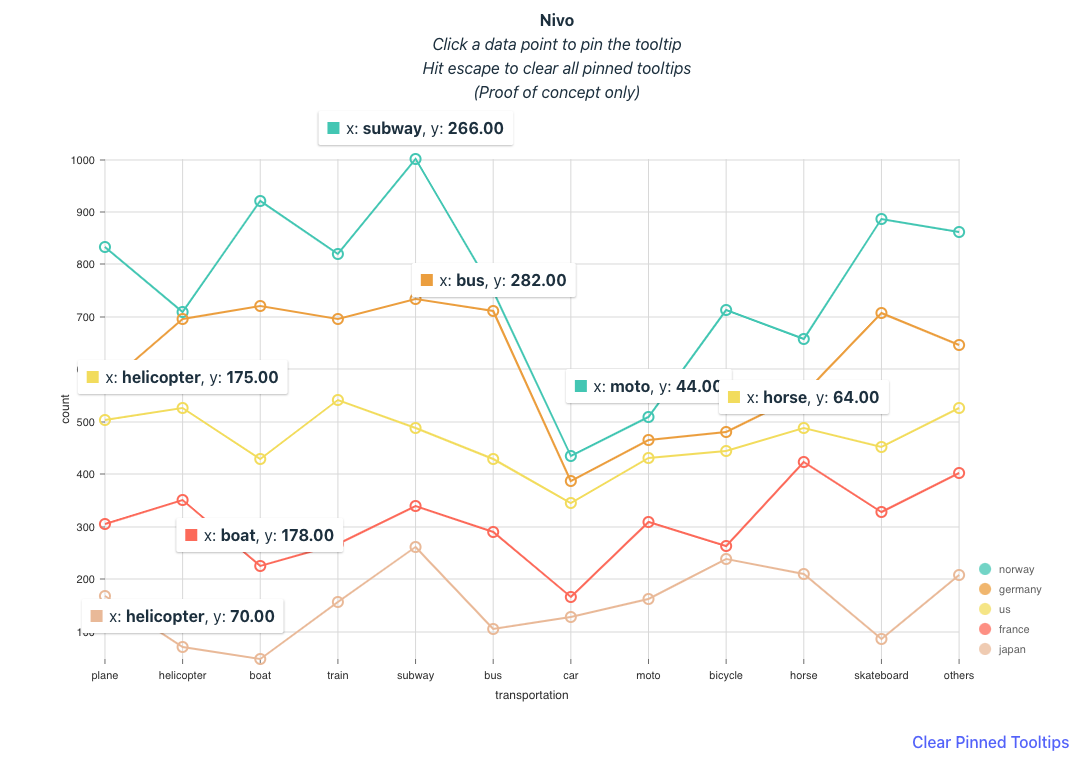 Nivo
Click a data point to pin the tooltip
Hit escape to clear all pinned tooltips
(Proof of concept only)
x: subway, y: 266.00
1000
900
800
x: bus, y: 282.00
700
x: helicopter, y: 175.00
x: moto, y: 44.00
x: horse, y: 64.00
count
500
400
300
x: boat, y: 178.00
200
x: helicopter, y: 70.00
100
plane helicopter boat train subway bus car moto bicycle horse skateboard others
transportation
norway
germany
us
france
japan
Clear Pinned Tooltips